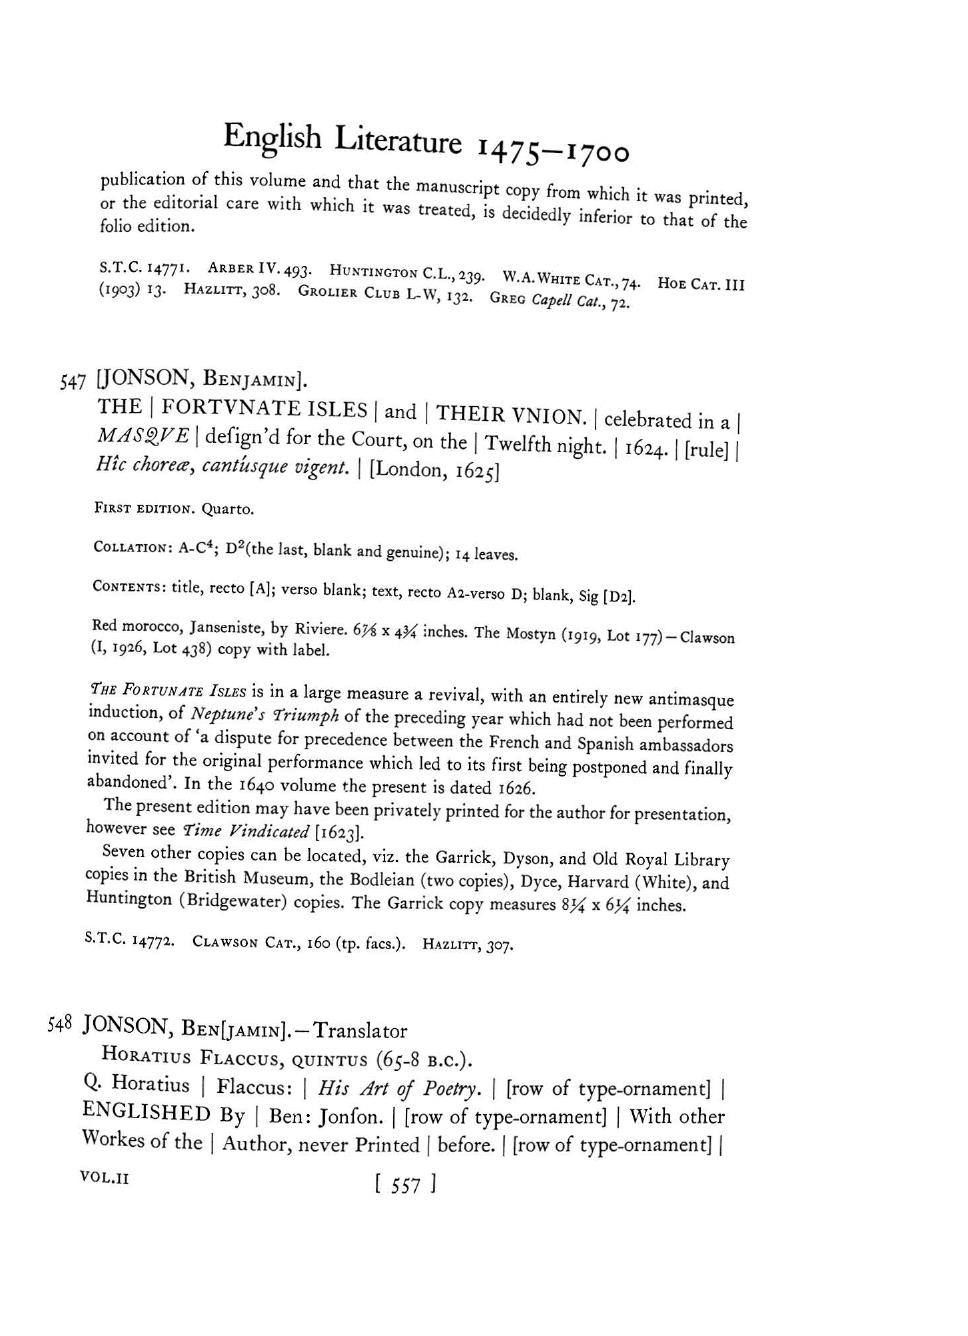 English Literature 1475–1700
publication of this volume and that the manuscript copy from which it was printed,
or the editorial care with which it was treated, is decidedly inferior to that of the
folio edition.
S.T.C. 14771. Arber IV. 493. Huntington C.L., 239. W.A. White Cat., 74. Hoe Cat. III
(1903) 13. Hazlitt, 308. Grolier Club L-W, 132. Greg Capell Cat., 72.
547 [JONSON, Benjamin].
THE | FORTVNATE ISLES | and | THEIR VNION. | celebrated in a |
MASQVE | deſign'd for the Court, on the | Twelfth night. | 1624. | [rule] |
Hîc choreæ, cantúsque vigent. | [London, 1625]
First edition. Quarto.
Collation: A-C⁴; D²(the last, blank and genuine); 14 leaves.
Contents: title, recto [A]; verso blank; text, recto A2-verso D; blank, Sig [D2].
Red morocco, Janseniste, by Riviere. 6⅞ x 4¾ inches. The Mostyn (1919, Lot 177)—Clawson
(I, 1926, Lot 438) copy with label.
The Fortunate Isles is in a large measure a revival, with an entirely new antimasque
induction, of Neptune's Triumph of the preceding year which had not been performed
on account of 'a dispute for precedence between the French and Spanish ambassadors
invited for the original performance which led to its first being postponed and finally
abandoned'. In the 1640 volume the present is dated 1626.
The present edition may have been privately printed for the author for presentation,
however see Time Vindicated [1623].
Seven other copies can be located, viz. the Garrick, Dyson, and Old Royal Library
copies in the British Museum, the Bodleian (two copies), Dyce, Harvard (White), and
Huntington (Bridgewater) copies. The Garrick copy measures 8¼ x 6¼ inches.
S.T.C. 14772. Clawson Cat., 160 (tp. facs.). Hazlitt, 307.
548 JONSON, Ben[jamin].—Translator
Horatius Flaccus, quintus (65-8 b.c.).
Q. Horatius | Flaccus: | His Art of Poetry. | [row of type-ornament] |
ENGLISHED By | Ben: Jonſon. | [row of type-ornament] | With other
Workes of the | Author, never Printed | before. | [row of type-ornament] |
VOL.II [ 557 ]